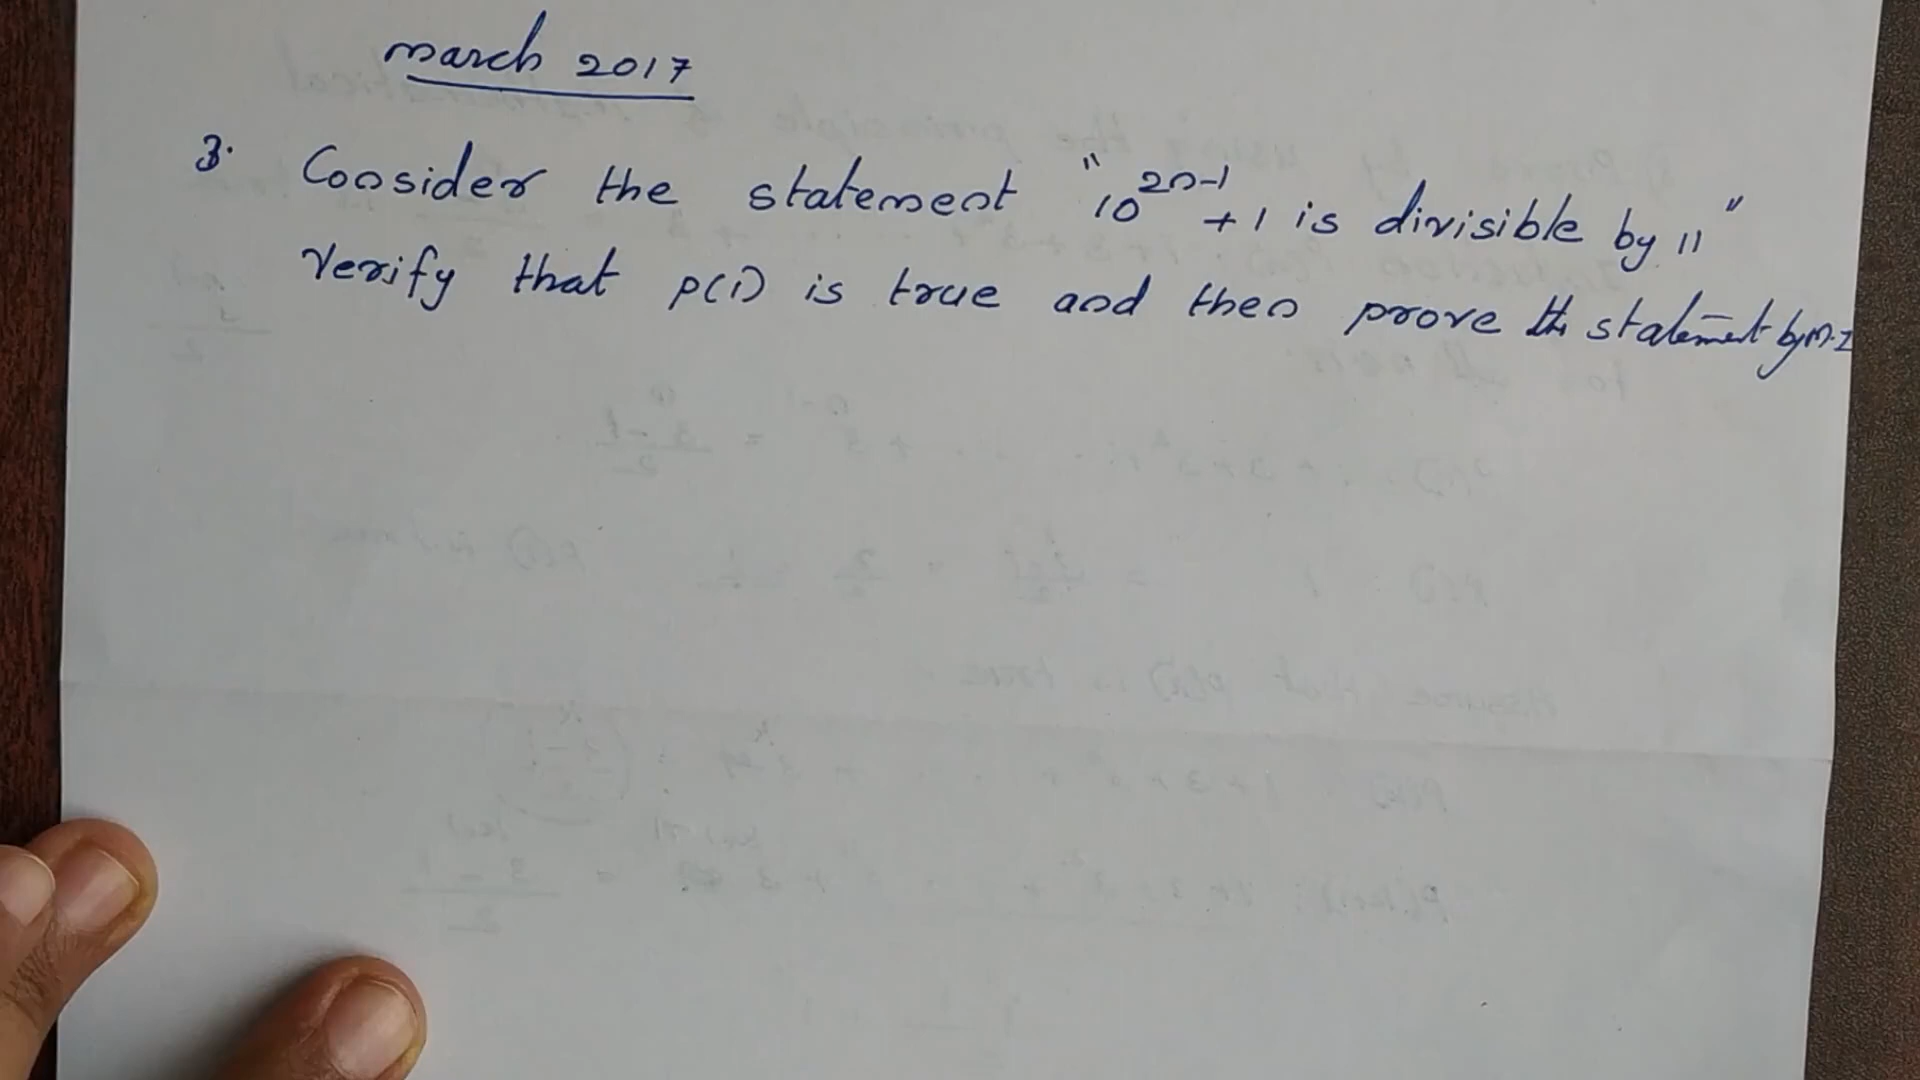 march 2017
3. Consider the statement "10^{2n-1} + 1 is divisible by 11"
Verify that p(1) is true and then prove the statement by M.I